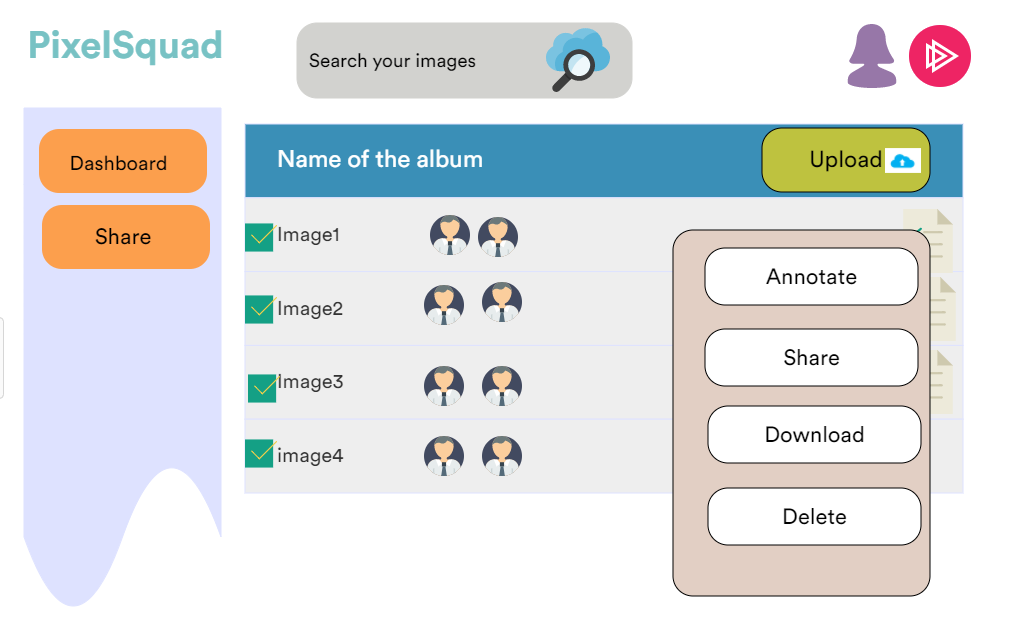 PixelSquad
Search your images
Dashboard
Share
Name of the album
Upload
Image1
Image2
Image3
image4
Annotate
Share
Download
Delete